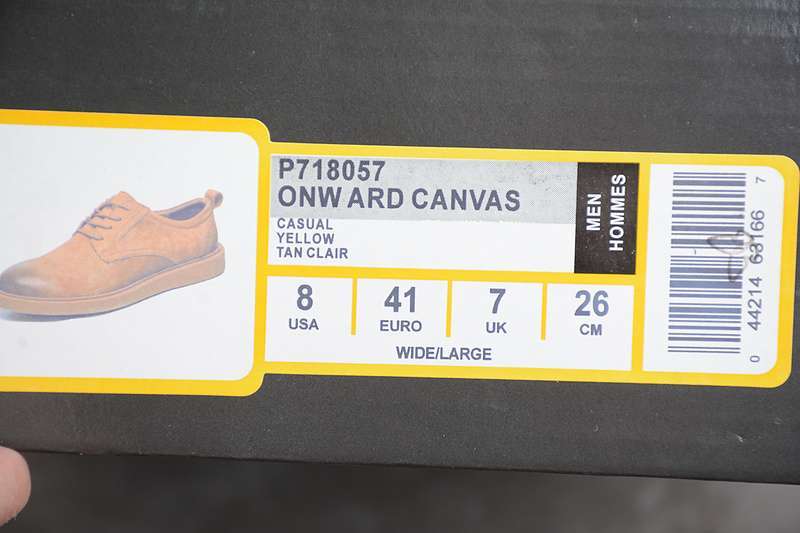 P718057
ONW ARD CANVAS
CASUAL
YELLOW
TAN CLAIR
MEN
HOMMES
8
USA
41
EURO
7
UK
26
CM
WIDE/LARGE
0 44214 63166 7